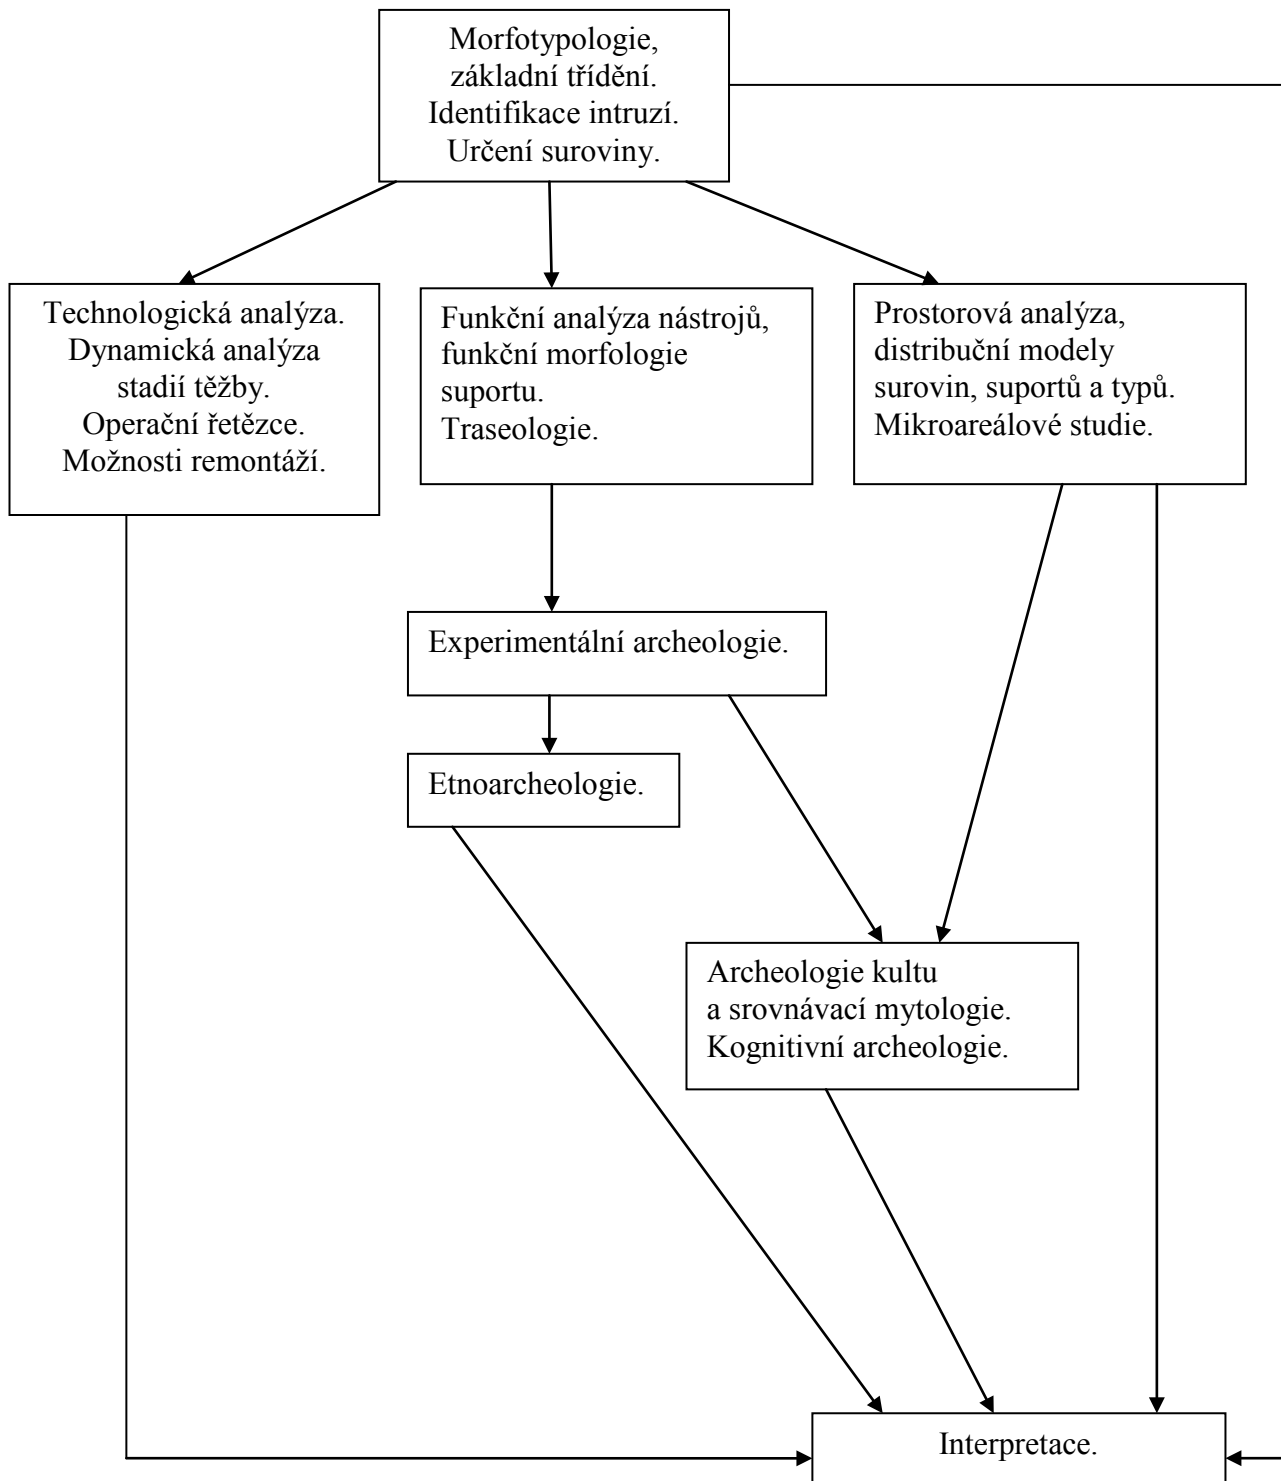 Morfotypologie,
základní třídění.
Identifikace intruzí.
Určení suroviny.
Technologická analýza.
Dynamická analýza
stadií těžby.
Operační řetězce.
Možnosti remontáží.
Funkční analýza nástrojů,
funkční morfologie
suportu.
Traseologie.
Prostorová analýza,
distribuční modely
surovin, suportů a typů.
Mikroareálové studie.
Experimentální archeologie.
Etnoarcheologie.
Archeologie kultu
a srovnávací mytologie.
Kognitivní archeologie.
Interpretace.